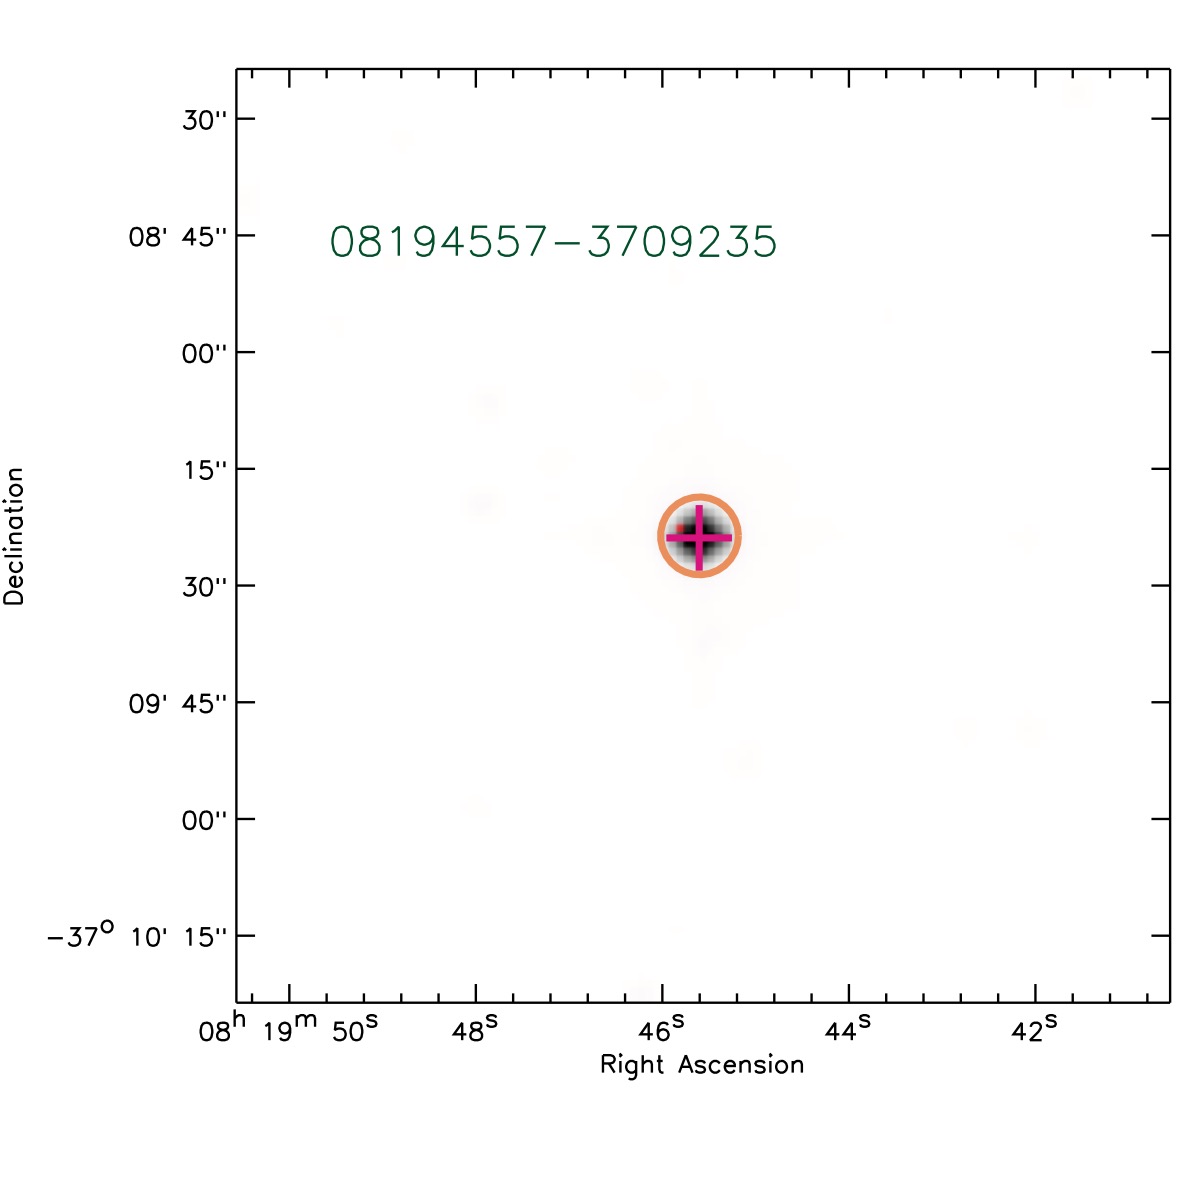 30"
08194557-3709235
08' 45"
00"
15"
Declination
30"
09' 45"
00"
-37° 10' 15"
08h 19m 50s 48s 46s 44s 42s
Right Ascension